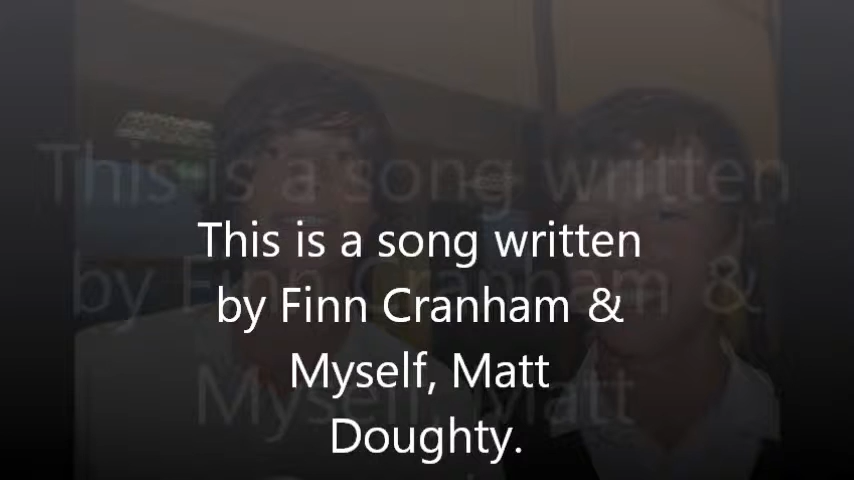 This is a song written
by Finn Cranham &
Myself, Matt
Doughty.